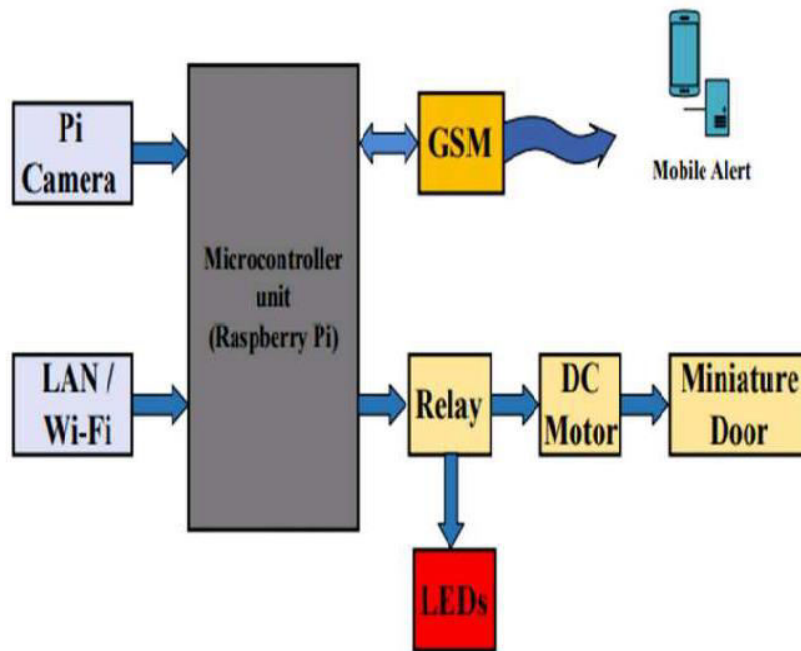 Pi
Camera
GSM
Mobile Alert
Microcontroller
unit
(Raspberry Pi)
LAN /
Wi-Fi
Relay
DC
Motor
Miniature
Door
LEDs